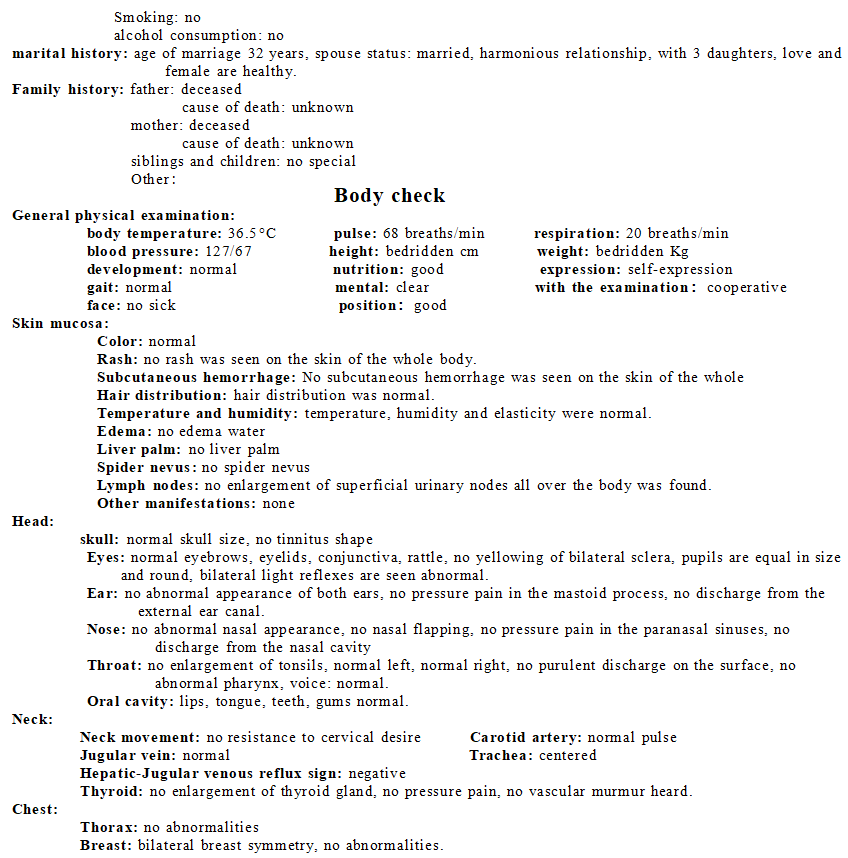 Smoking: no
alcohol consumption: no
marital history: age of marriage 32 years, spouse status: married, harmonious relationship, with 3 daughters, love and
female are healthy.
Family history: father: deceased
cause of death: unknown
mother: deceased
cause of death: unknown
siblings and children: no special
Other:
Body check
General physical examination:
body temperature: 36.5°C pulse: 68 breaths/min respiration: 20 breaths/min
blood pressure: 127/67 height: bedridden cm weight: bedridden Kg
development: normal nutrition: good expression: self-expression
gait: normal mental: clear with the examination: cooperative
face: no sick position: good
Skin mucosa:
Color: normal
Rash: no rash was seen on the skin of the whole body.
Subcutaneous hemorrhage: No subcutaneous hemorrhage was seen on the skin of the whole
Hair distribution: hair distribution was normal.
Temperature and humidity: temperature, humidity and elasticity were normal.
Edema: no edema water
Liver palm: no liver palm
Spider nevus: no spider nevus
Lymph nodes: no enlargement of superficial urinary nodes all over the body was found.
Other manifestations: none
Head:
skull: normal skull size, no tinnitus shape
Eyes: normal eyebrows, eyelids, conjunctiva, rattle, no yellowing of bilateral sclera, pupils are equal in size
and round, bilateral light reflexes are seen abnormal.
Ear: no abnormal appearance of both ears, no pressure pain in the mastoid process, no discharge from the
external ear canal.
Nose: no abnormal nasal appearance, no nasal flapping, no pressure pain in the paranasal sinuses, no
discharge from the nasal cavity
Throat: no enlargement of tonsils, normal left, normal right, no purulent discharge on the surface, no
abnormal pharynx, voice: normal.
Oral cavity: lips, tongue, teeth, gums normal.
Neck:
Neck movement: no resistance to cervical desire Carotid artery: normal pulse
Jugular vein: normal Trachea: centered
Hepatic-Jugular venous reflux sign: negative
Thyroid: no enlargement of thyroid gland, no pressure pain, no vascular murmur heard.
Chest:
Thorax: no abnormalities
Breast: bilateral breast symmetry, no abnormalities.